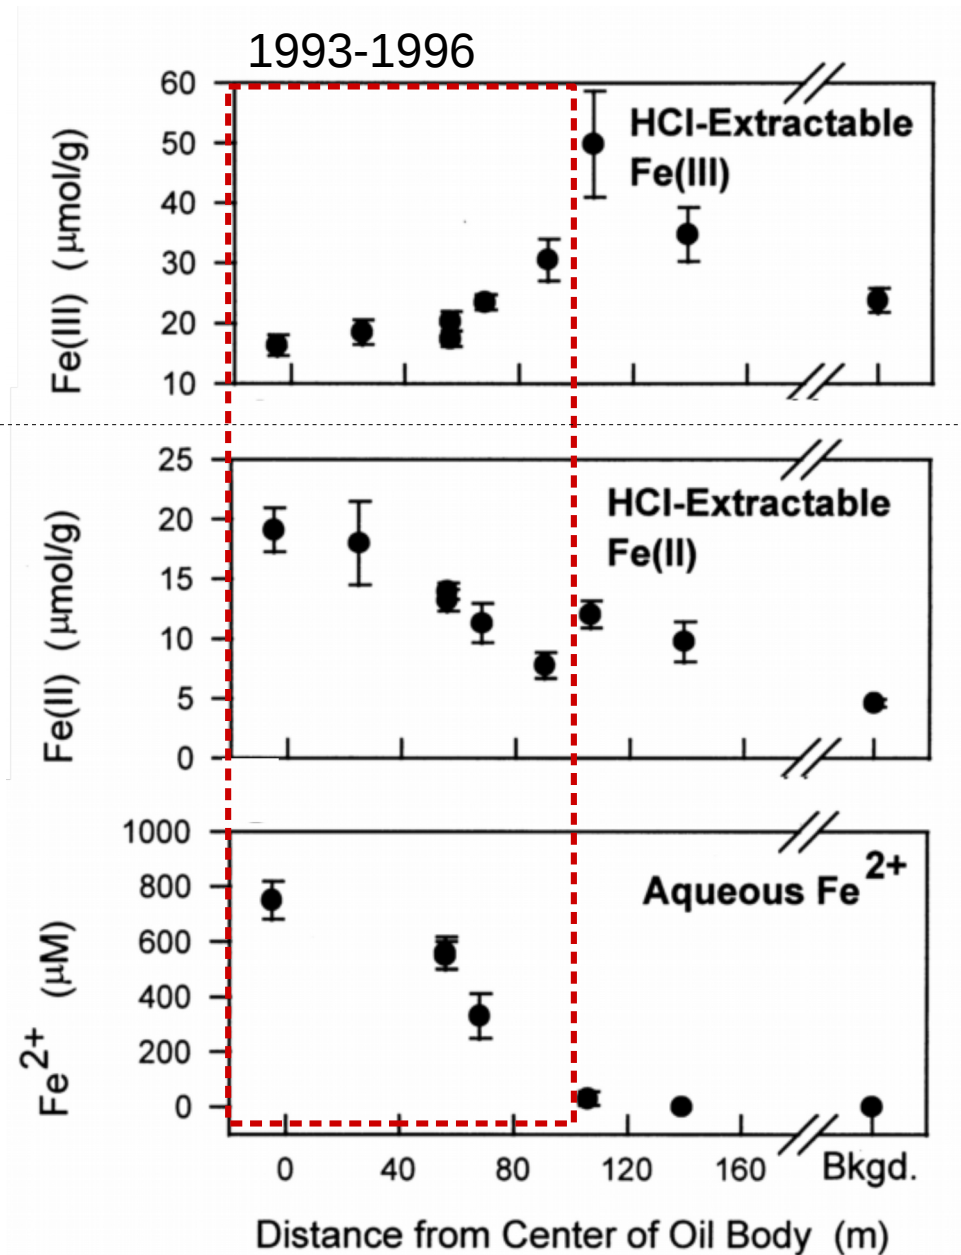 1993-1996
60
50
40
30
20
10
Fe(III) (μmol/g)
HCl-Extractable
Fe(III)
25
20
15
10
5
0
Fe(II) (μmol/g)
HCl-Extractable
Fe(II)
1000
800
600
400
200
0
Fe2+ (μM)
Aqueous Fe 2+
0 40 80 120 160 Bkgd.
Distance from Center of Oil Body (m)